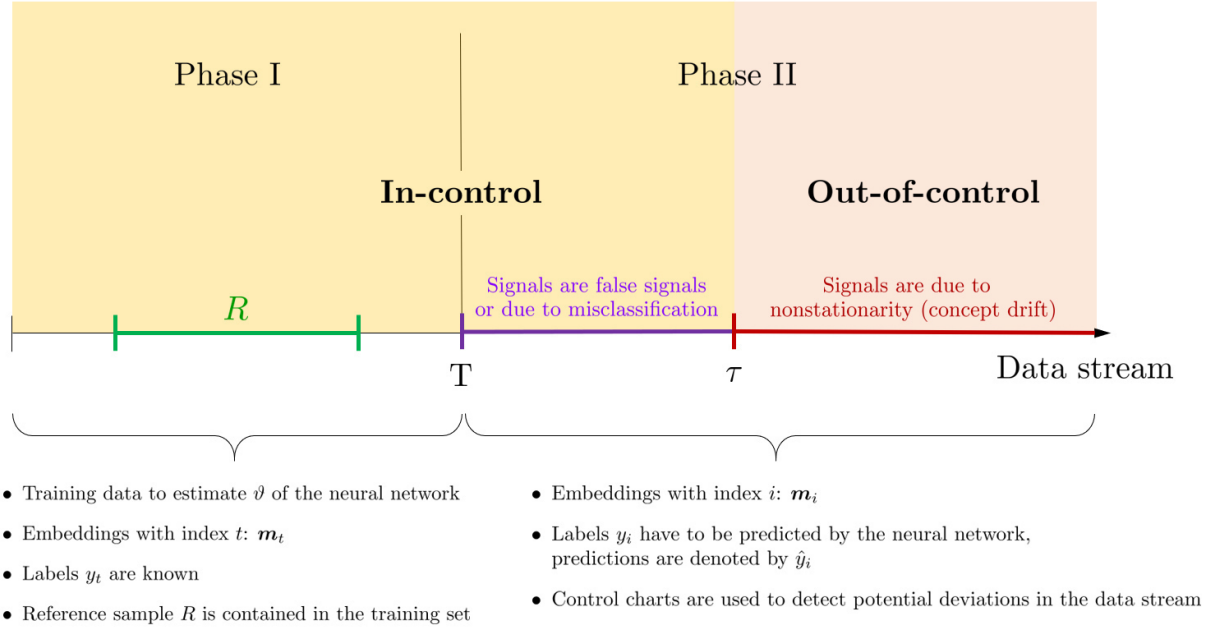 Phase I
Phase II
In-control
Out-of-control
R
Signals are false signals
or due to misclassification
Signals are due to
nonstationarity (concept drift)
T
τ
Data stream
• Training data to estimate ϑ of the neural network
• Embeddings with index t: m_t
• Labels y_t are known
• Reference sample R is contained in the training set
• Embeddings with index i: m_i
• Labels y_i have to be predicted by the neural network,
predictions are denoted by ŷ_i
• Control charts are used to detect potential deviations in the data stream